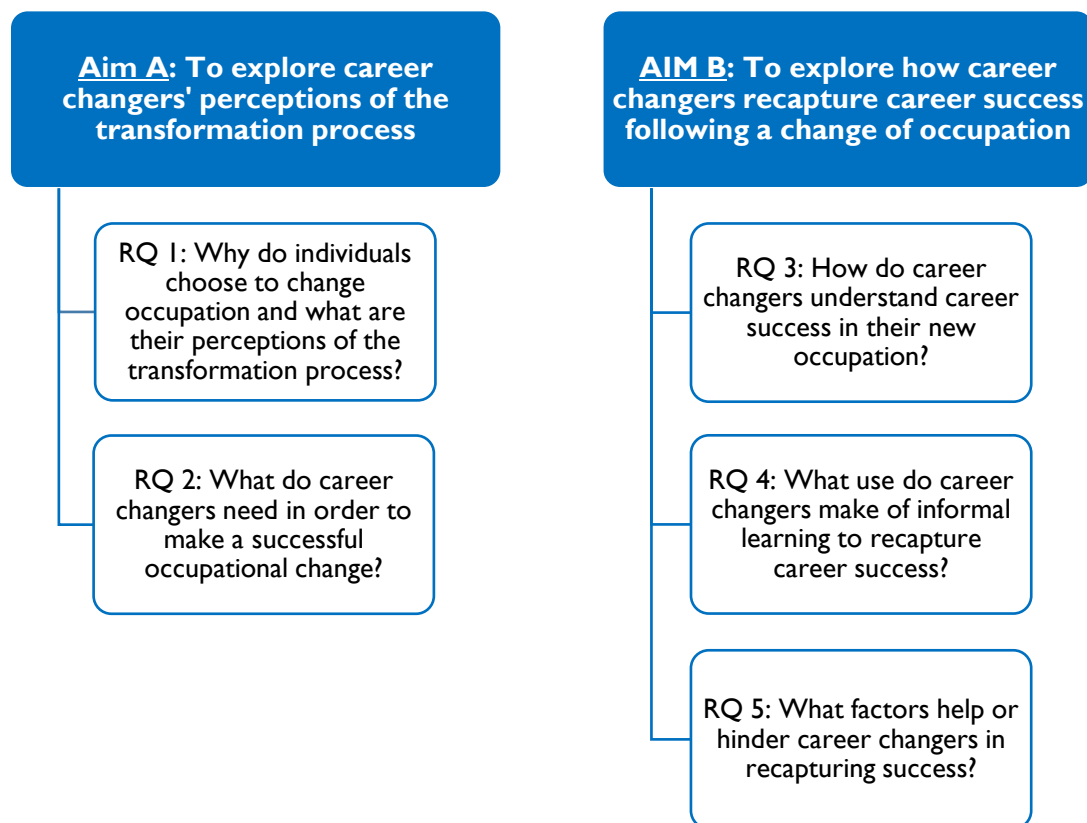 Aim A: To explore career
changers' perceptions of the
transformation process
RQ 1: Why do individuals
choose to change
occupation and what are
their perceptions of the
transformation process?
RQ 2: What do career
changers need in order to
make a successful
occupational change?
AIM B: To explore how career
changers recapture career success
following a change of occupation
RQ 3: How do career
changers understand career
success in their new
occupation?
RQ 4: What use do career
changers make of informal
learning to recapture
career success?
RQ 5: What factors help or
hinder career changers in
recapturing success?